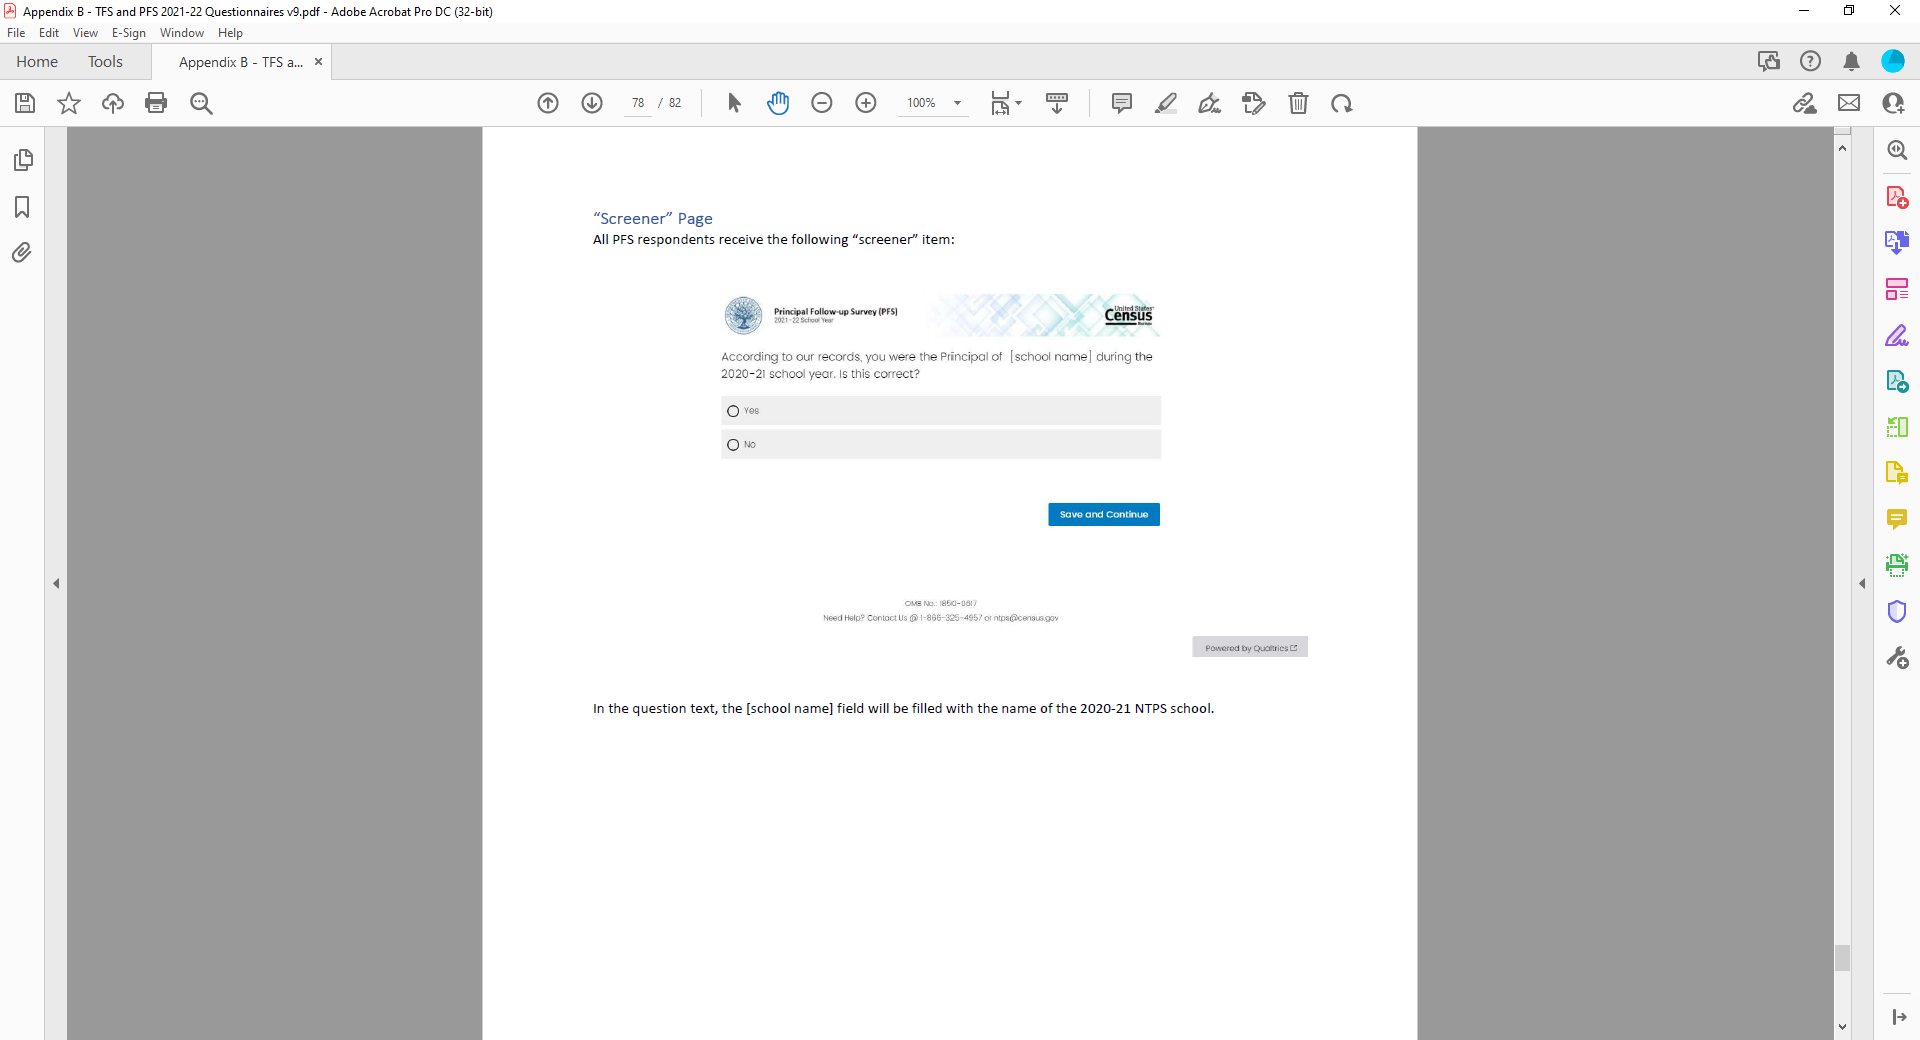 Appendix B - TFS and PFS 2021-22 Questionnaires v9.pdf - Adobe Acrobat Pro DC (32-bit)
File Edit View E-Sign Window Help
Home Tools Appendix B - TFS a... ×
78 / 82 100%
“Screener” Page
All PFS respondents receive the following “screener” item:
Principal Follow-up Survey (PFS)
2021-22 School Year
United States®
Census
Bureau
According to our records, you were the Principal of [school name] during the
2020-21 school year. Is this correct?
Yes
No
Save and Continue
OMB No.: 1850-0617
Need Help? Contact Us @ 1-866-325-4957 or ntps@census.gov
Powered by Qualtrics
In the question text, the [school name] field will be filled with the name of the 2020-21 NTPS school.